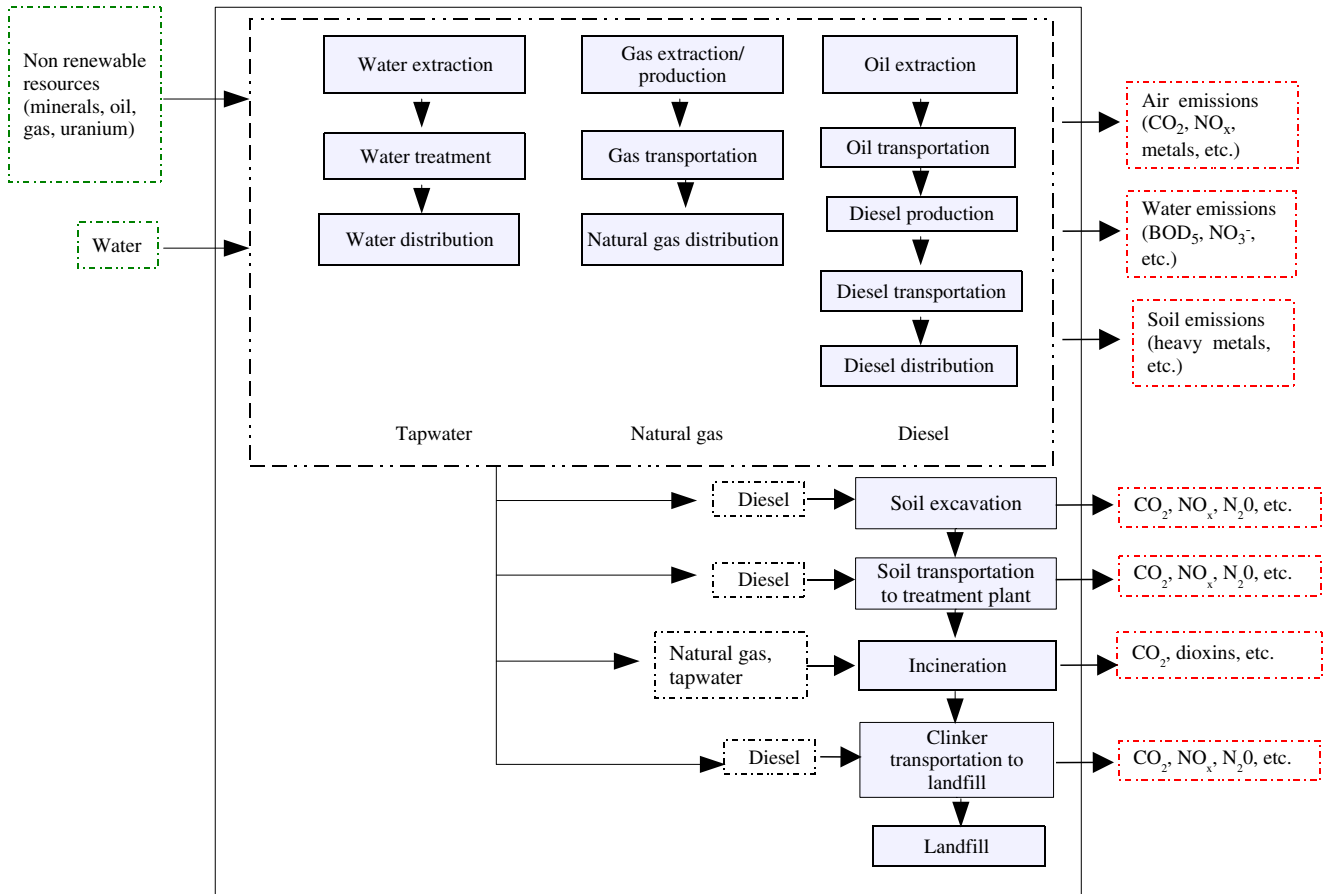 Non renewable
resources
(minerals, oil,
gas, uranium)
Water
Water extraction
Water treatment
Water distribution
Gas extraction/
production
Gas transportation
Natural gas distribution
Oil extraction
Oil transportation
Diesel production
Diesel transportation
Diesel distribution
Tapwater
Natural gas
Diesel
Air emissions
(CO₂, NOₓ,
metals, etc.)
Water emissions
(BOD₅, NO₃⁻,
etc.)
Soil emissions
(heavy metals,
etc.)
Diesel
Soil excavation
CO₂, NOₓ, N₂0, etc.
Diesel
Soil transportation
to treatment plant
CO₂, NOₓ, N₂0, etc.
Natural gas,
tapwater
Incineration
CO₂, dioxins, etc.
Diesel
Clinker
transportation to
landfill
CO₂, NOₓ, N₂0, etc.
Landfill